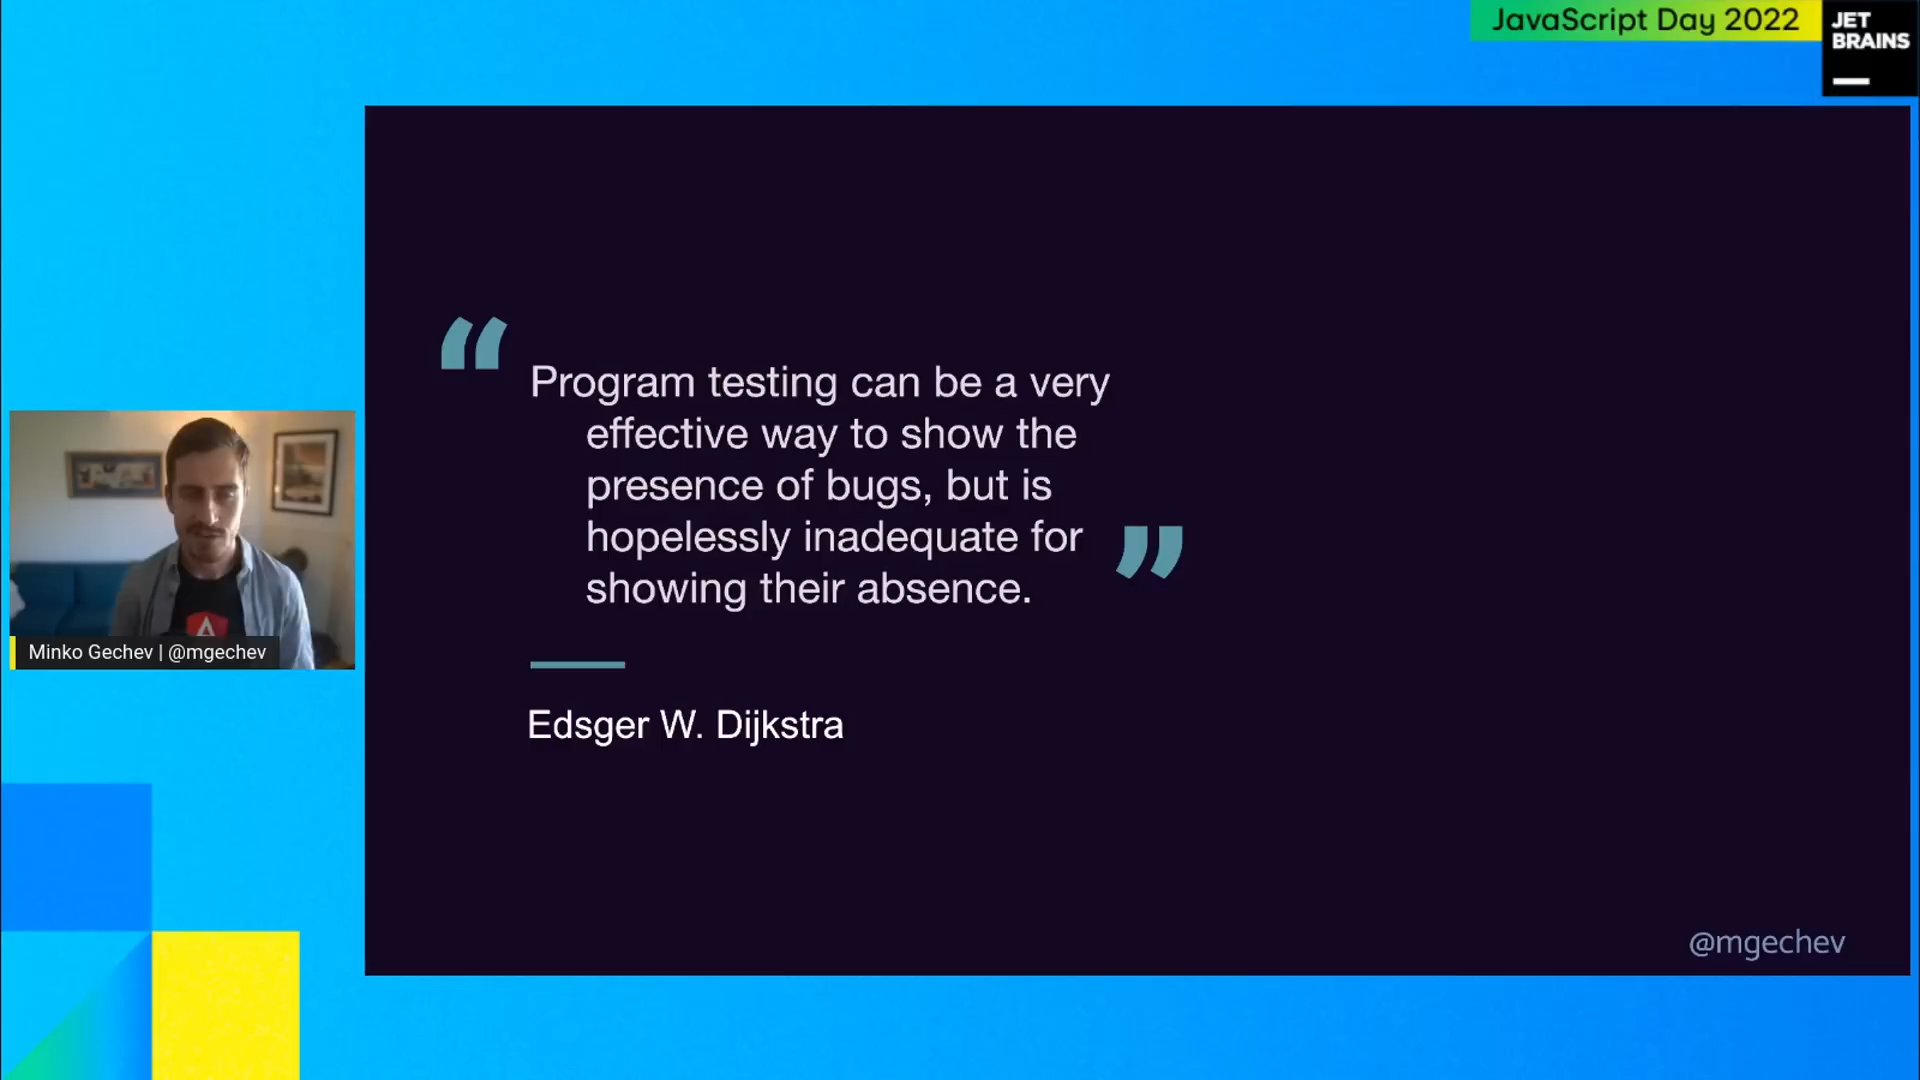 JavaScript Day 2022
JET
BRAINS
“Program testing can be a very
effective way to show the
presence of bugs, but is
hopelessly inadequate for
showing their absence.”
Edsger W. Dijkstra
Minko Gechev | @mgechev
@mgechev